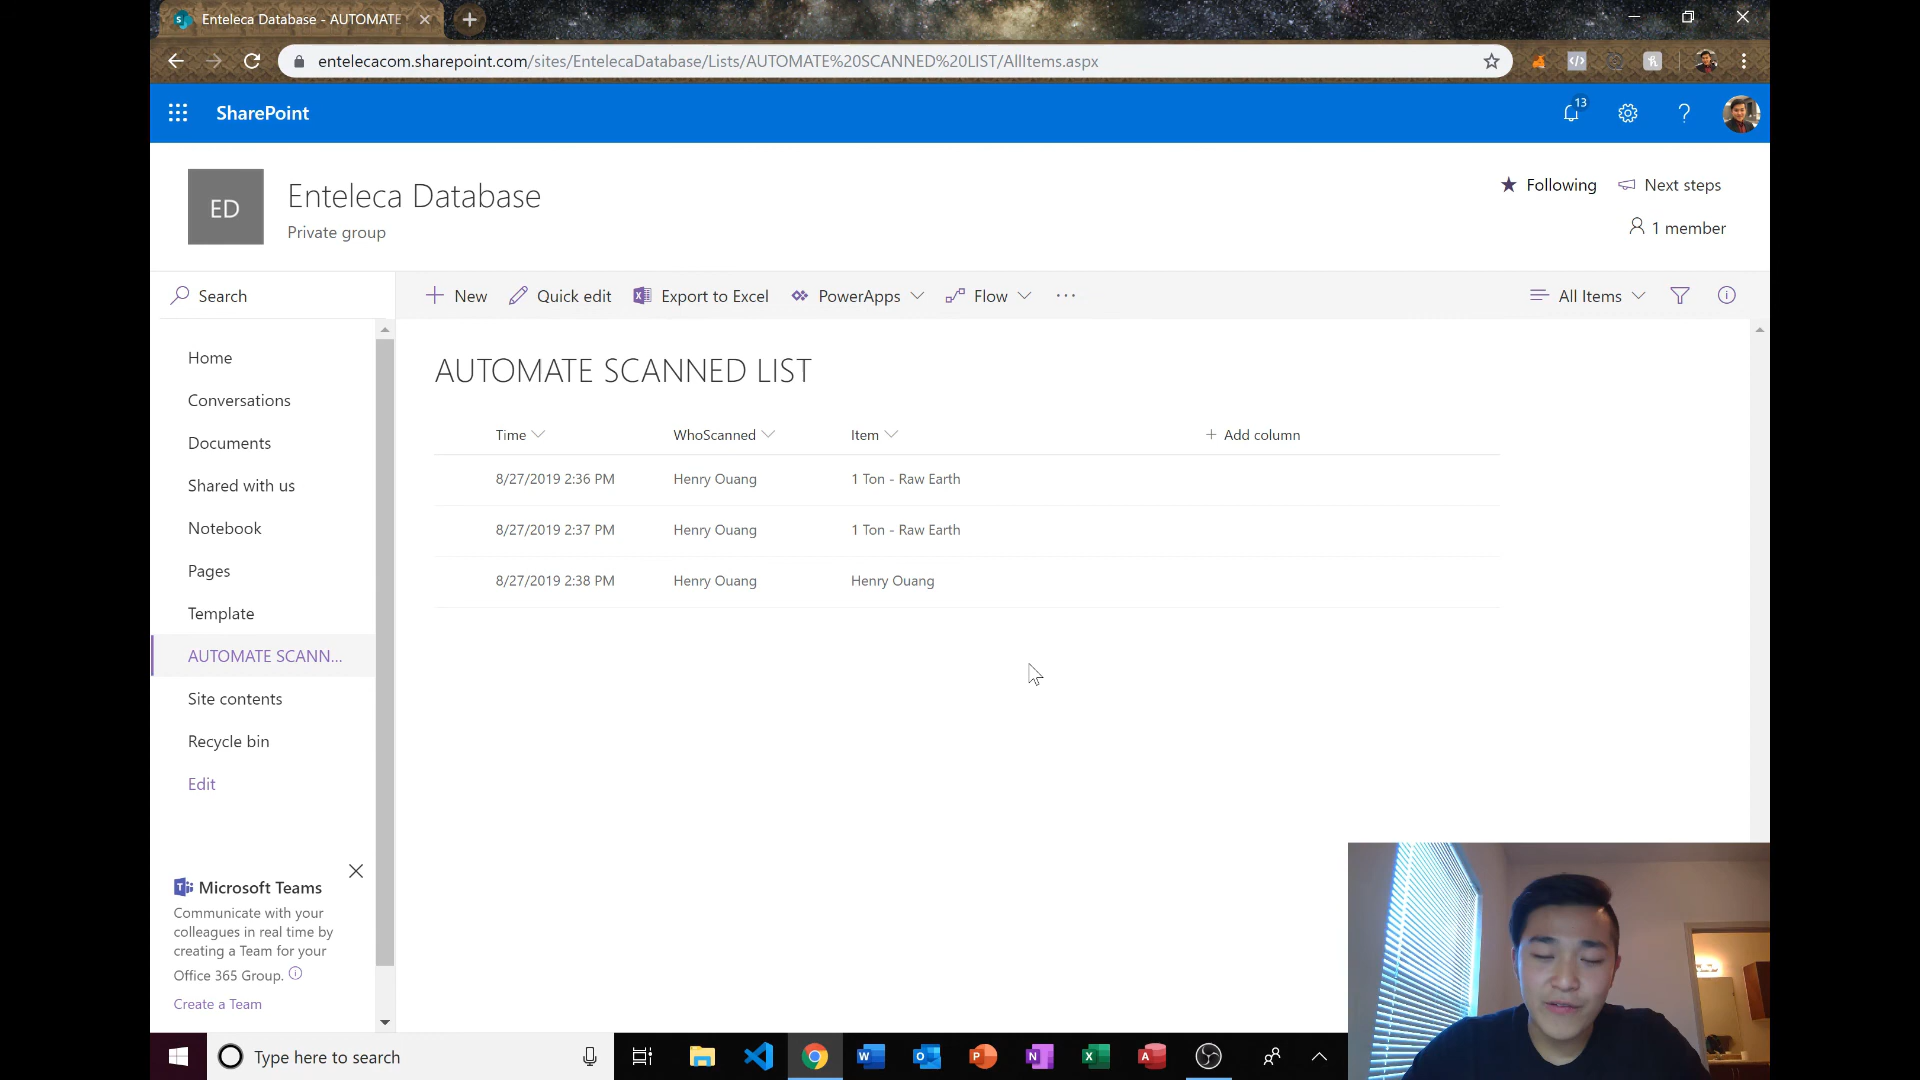 Enteleca Database - AUTOMATE
entelecacom.sharepoint.com/sites/EntelecaDatabase/Lists/AUTOMATE%20SCANNED%20LIST/AllItems.aspx
SharePoint
13
ED
Enteleca Database
Private group
Following
Next steps
1 member
Search
New
Quick edit
Export to Excel
PowerApps
Flow
All Items
Home
Conversations
Documents
Shared with us
Notebook
Pages
Template
AUTOMATE SCANN...
Site contents
Recycle bin
Edit
AUTOMATE SCANNED LIST
Time WhoScanned Item + Add column
8/27/2019 2:36 PM Henry Ouang 1 Ton - Raw Earth
8/27/2019 2:37 PM Henry Ouang 1 Ton - Raw Earth
8/27/2019 2:38 PM Henry Ouang Henry Ouang
Microsoft Teams
Communicate with your
colleagues in real time by
creating a Team for your
Office 365 Group.
Create a Team
Type here to search